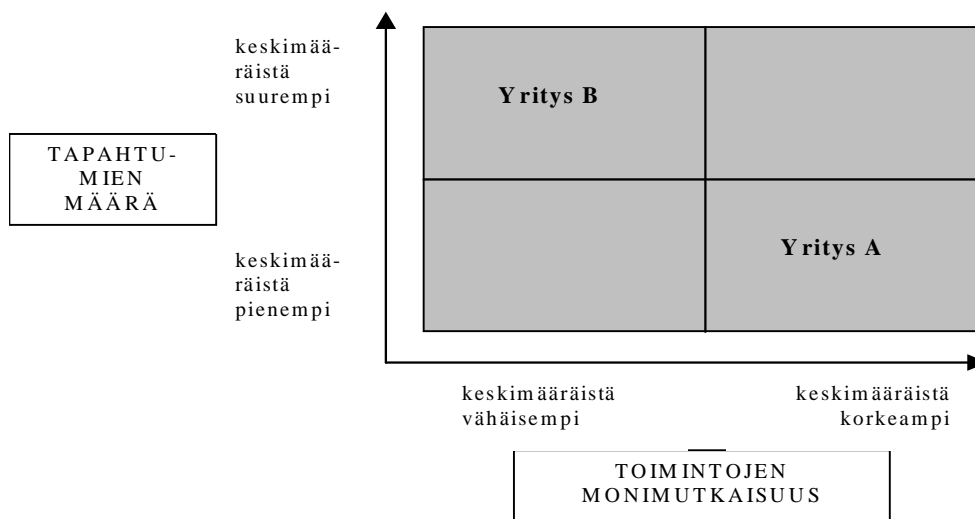 keskimää-
räistä
suurempi
Yritys B
TAPAHTU-
MIEN
MÄÄRÄ
keskimää-
räistä
pienempi
Yritys A
keskimääräistä
vähäisempi
keskimääräistä
korkeampi
TOIMINTOJEN
MONIMUTKAISUUS